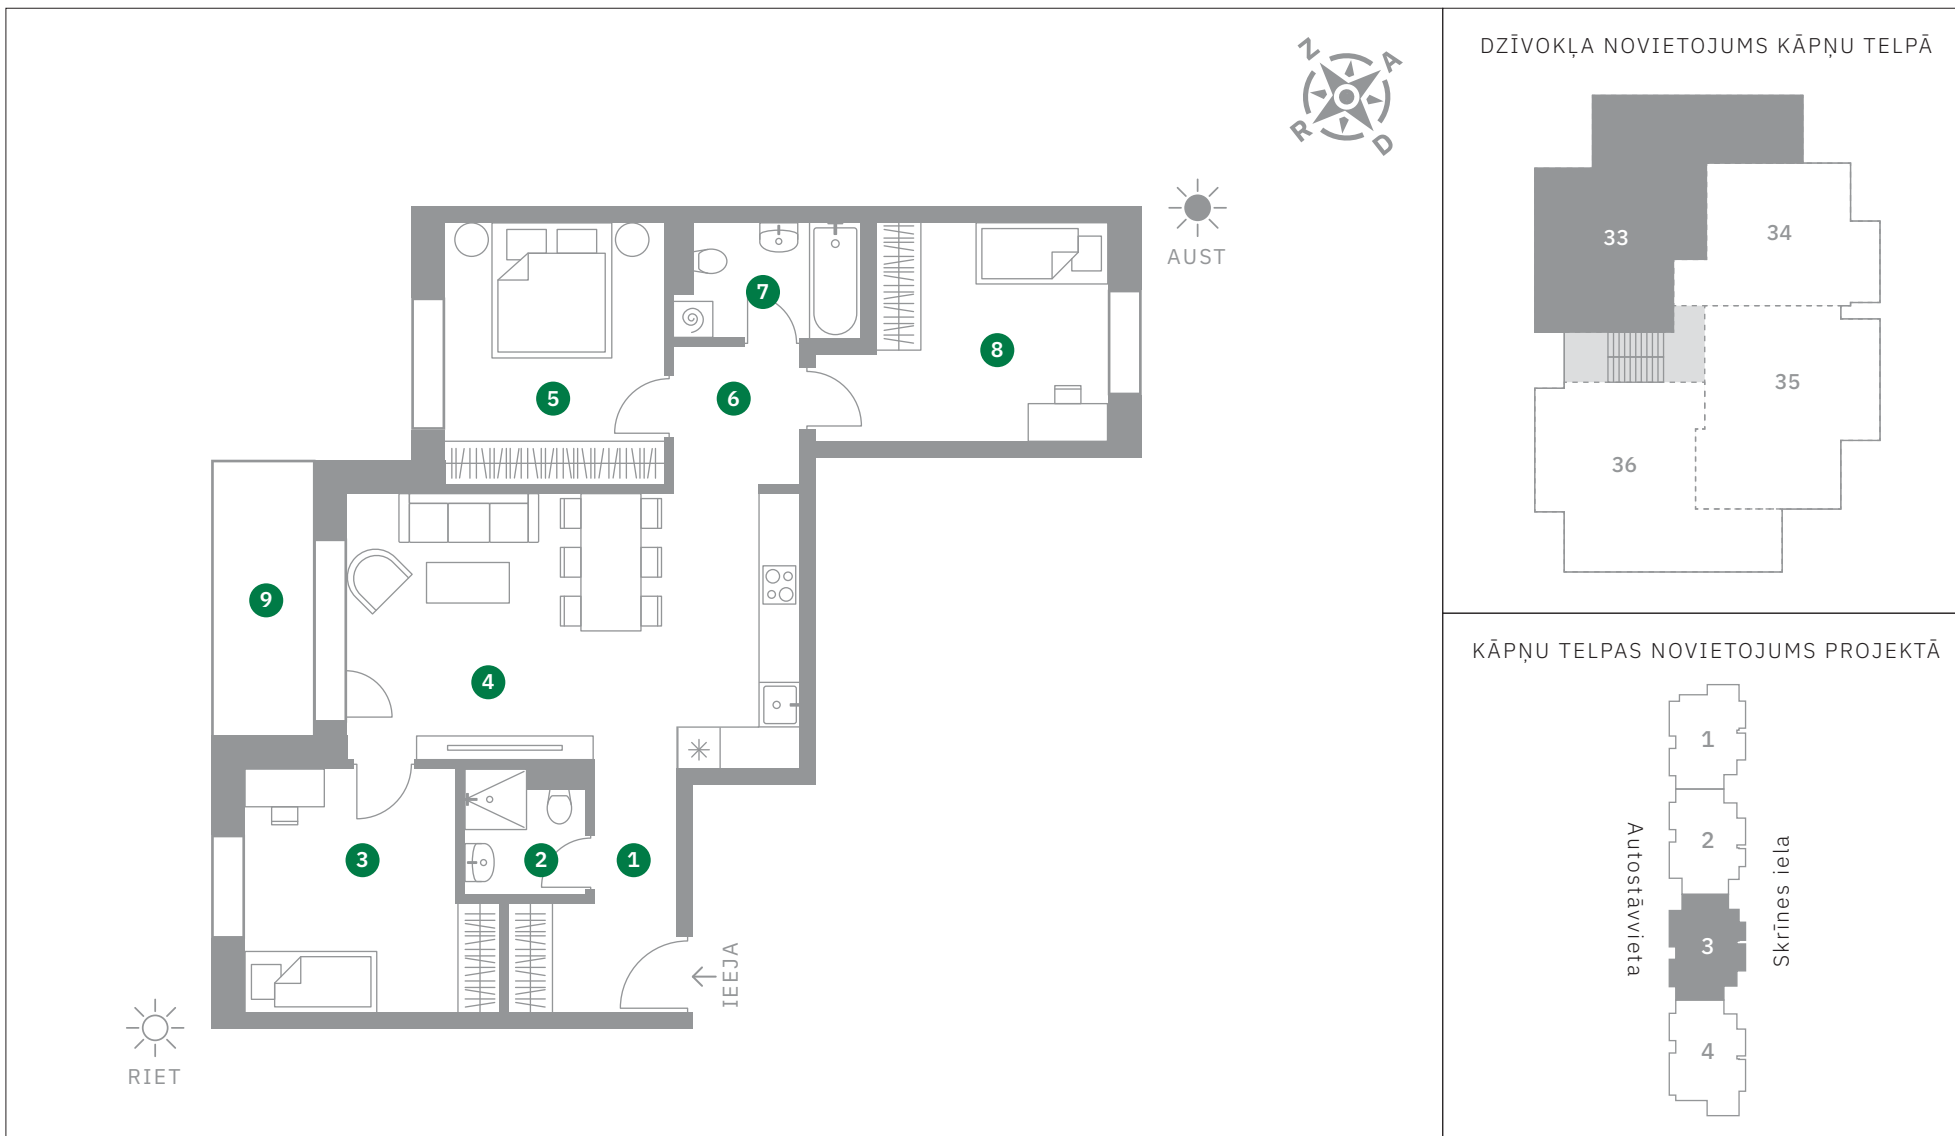 Z
A
R
D
AUST
5
7
8
6
9
4
3
2
1
IEEJA
RIET
DZĪVOKĻA NOVIETOJUMS KĀPŅU TELPĀ
33
34
35
36
KĀPŅU TELPAS NOVIETOJUMS PROJEKTĀ
1
2
3
4
Autostāvvieta
Skrīnes iela